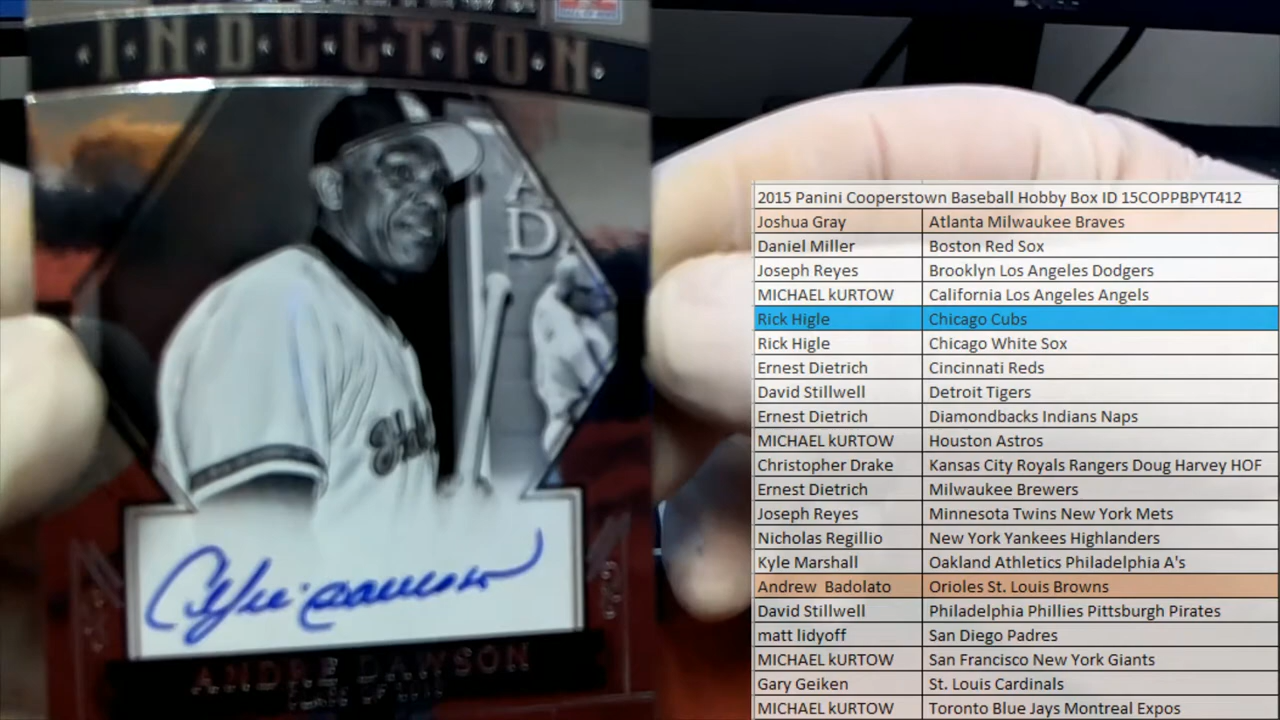 INDUCTION
A
D
Andre Dawson
ANDRE DAWSON
2015 Panini Cooperstown Baseball Hobby Box ID 15COPPBPYT412
Joshua Gray Atlanta Milwaukee Braves
Daniel Miller Boston Red Sox
Joseph Reyes Brooklyn Los Angeles Dodgers
MICHAEL kURTOW California Los Angeles Angels
Rick Higle Chicago Cubs
Rick Higle Chicago White Sox
Ernest Dietrich Cincinnati Reds
David Stillwell Detroit Tigers
Ernest Dietrich Diamondbacks Indians Naps
MICHAEL kURTOW Houston Astros
Christopher Drake Kansas City Royals Rangers Doug Harvey HOF
Ernest Dietrich Milwaukee Brewers
Joseph Reyes Minnesota Twins New York Mets
Nicholas Regillio New York Yankees Highlanders
Kyle Marshall Oakland Athletics Philadelphia A's
Andrew Badolato Orioles St. Louis Browns
David Stillwell Philadelphia Phillies Pittsburgh Pirates
matt lidyoff San Diego Padres
MICHAEL kURTOW San Francisco New York Giants
Gary Geiken St. Louis Cardinals
MICHAEL kURTOW Toronto Blue Jays Montreal Expos